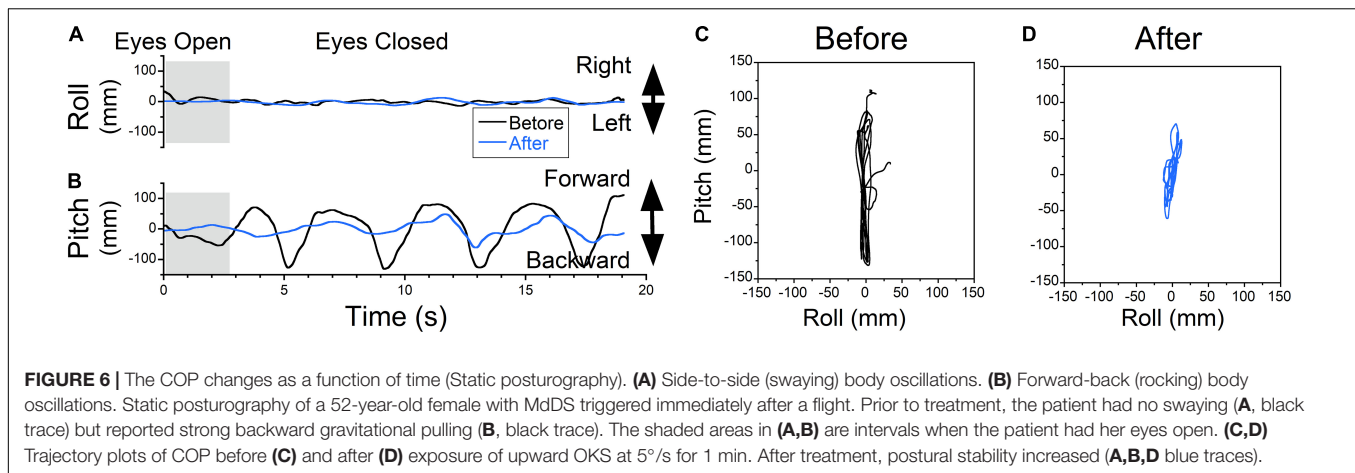 A
Eyes Open
Eyes Closed
Roll
(mm)
100
0
-100
Right
Left
Before
After
B
Pitch
(mm)
100
0
-100
Forward
Backward
0
5
10
15
20
Time (s)
C
Before
150
100
50
0
-50
-100
-150
Pitch (mm)
-150
-100
-50
0
50
100
150
Roll (mm)
D
After
150
100
50
0
-50
-100
-150
-150
-100
-50
0
50
100
150
Roll (mm)
FIGURE 6 | The COP changes as a function of time (Static posturography). (A) Side-to-side (swaying) body oscillations. (B) Forward-back (rocking) body
oscillations. Static posturography of a 52-year-old female with MdDS triggered immediately after a flight. Prior to treatment, the patient had no swaying (A, black
trace) but reported strong backward gravitational pulling (B, black trace). The shaded areas in (A,B) are intervals when the patient had her eyes open. (C,D)
Trajectory plots of COP before (C) and after (D) exposure of upward OKS at 5°/s for 1 min. After treatment, postural stability increased (A,B,D blue traces).